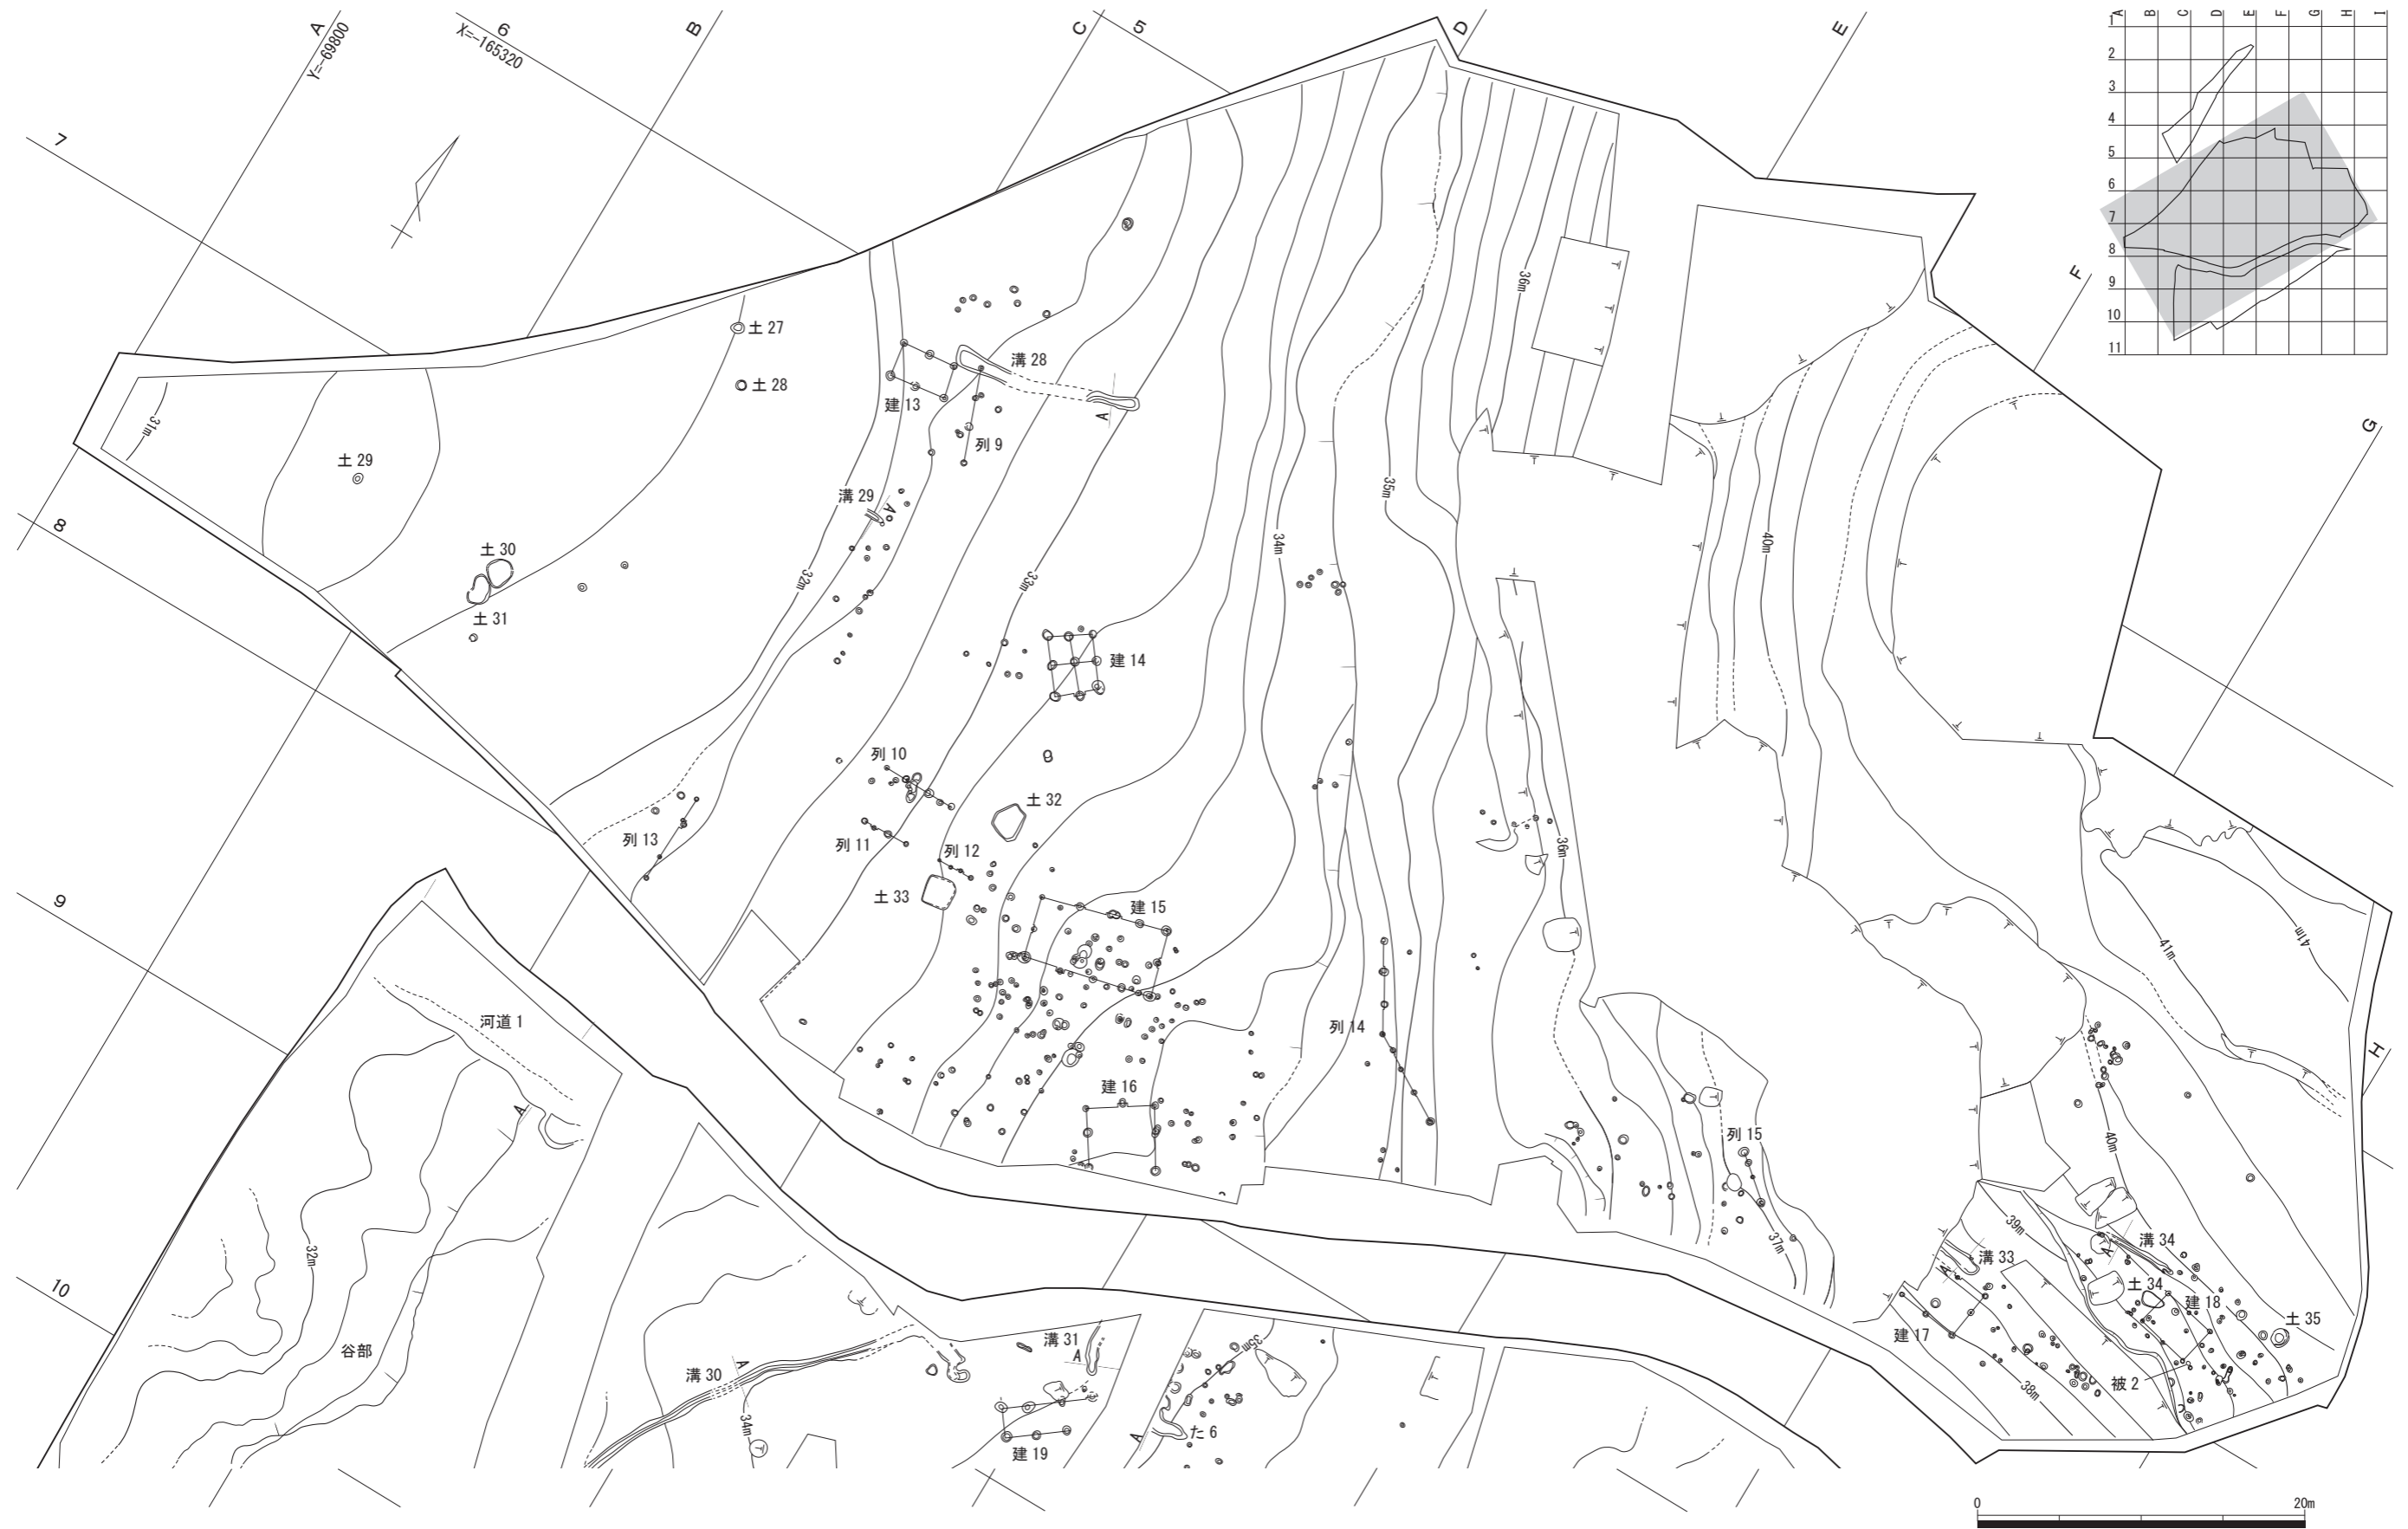 A
Y=-69800
6
X=-165320
B
C
5
D
E
F
G
H
7
8
9
10
A B C D E F G H I
1
2
3
4
5
6
7
8
9
10
11
31m
土 29
土 27
土 28
建 13
溝 28
A
列 9
溝 29
A
土 30
土 31
32m
33m
34m
35m
36m
40m
建 14
列 10
列 11
列 12
列 13
土 32
土 33
建 15
建 16
列 14
36m
列 15
37m
41m
41m
40m
39m
38m
溝 33
A
溝 34
A
土 34
建 18
土 35
建 17
被 2
河道 1
A
32m
谷部
溝 30
A
34m
溝 31
A
建 19
A
た 6
35m
0 20m